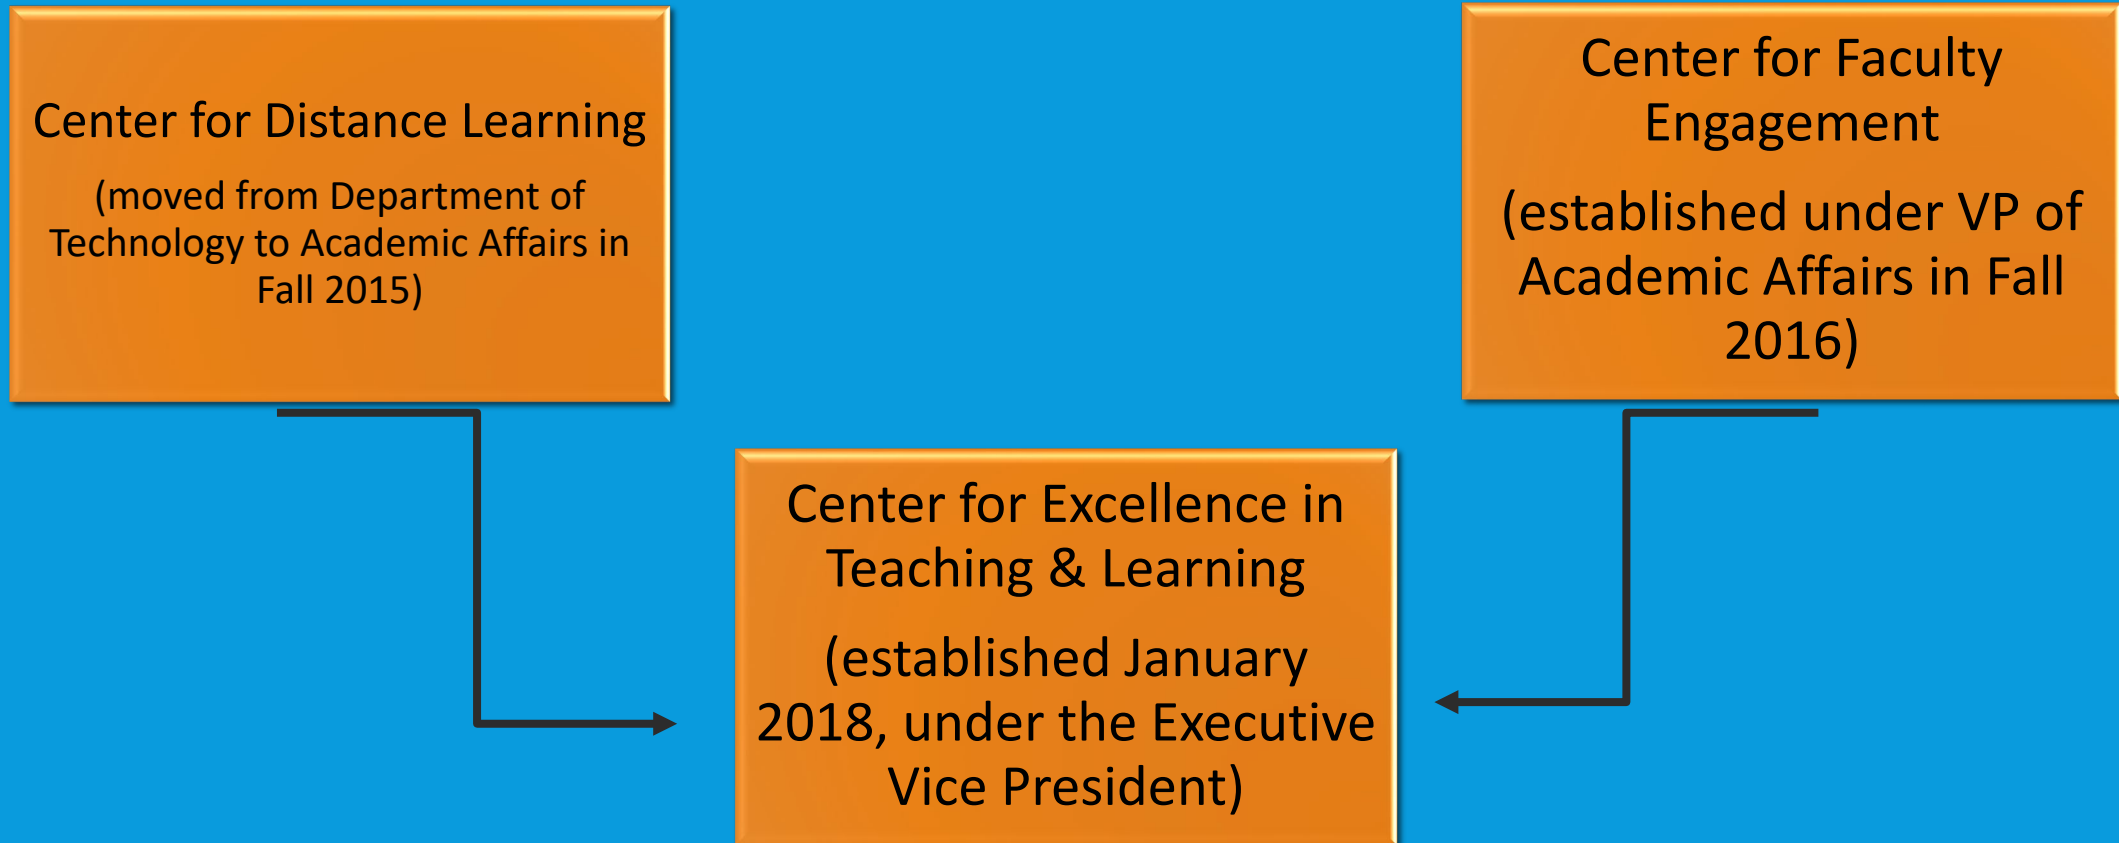 Center for Distance Learning
(moved from Department of
Technology to Academic Affairs in
Fall 2015)
Center for Faculty
Engagement
(established under VP of
Academic Affairs in Fall
2016)
Center for Excellence in
Teaching & Learning
(established January
2018, under the Executive
Vice President)